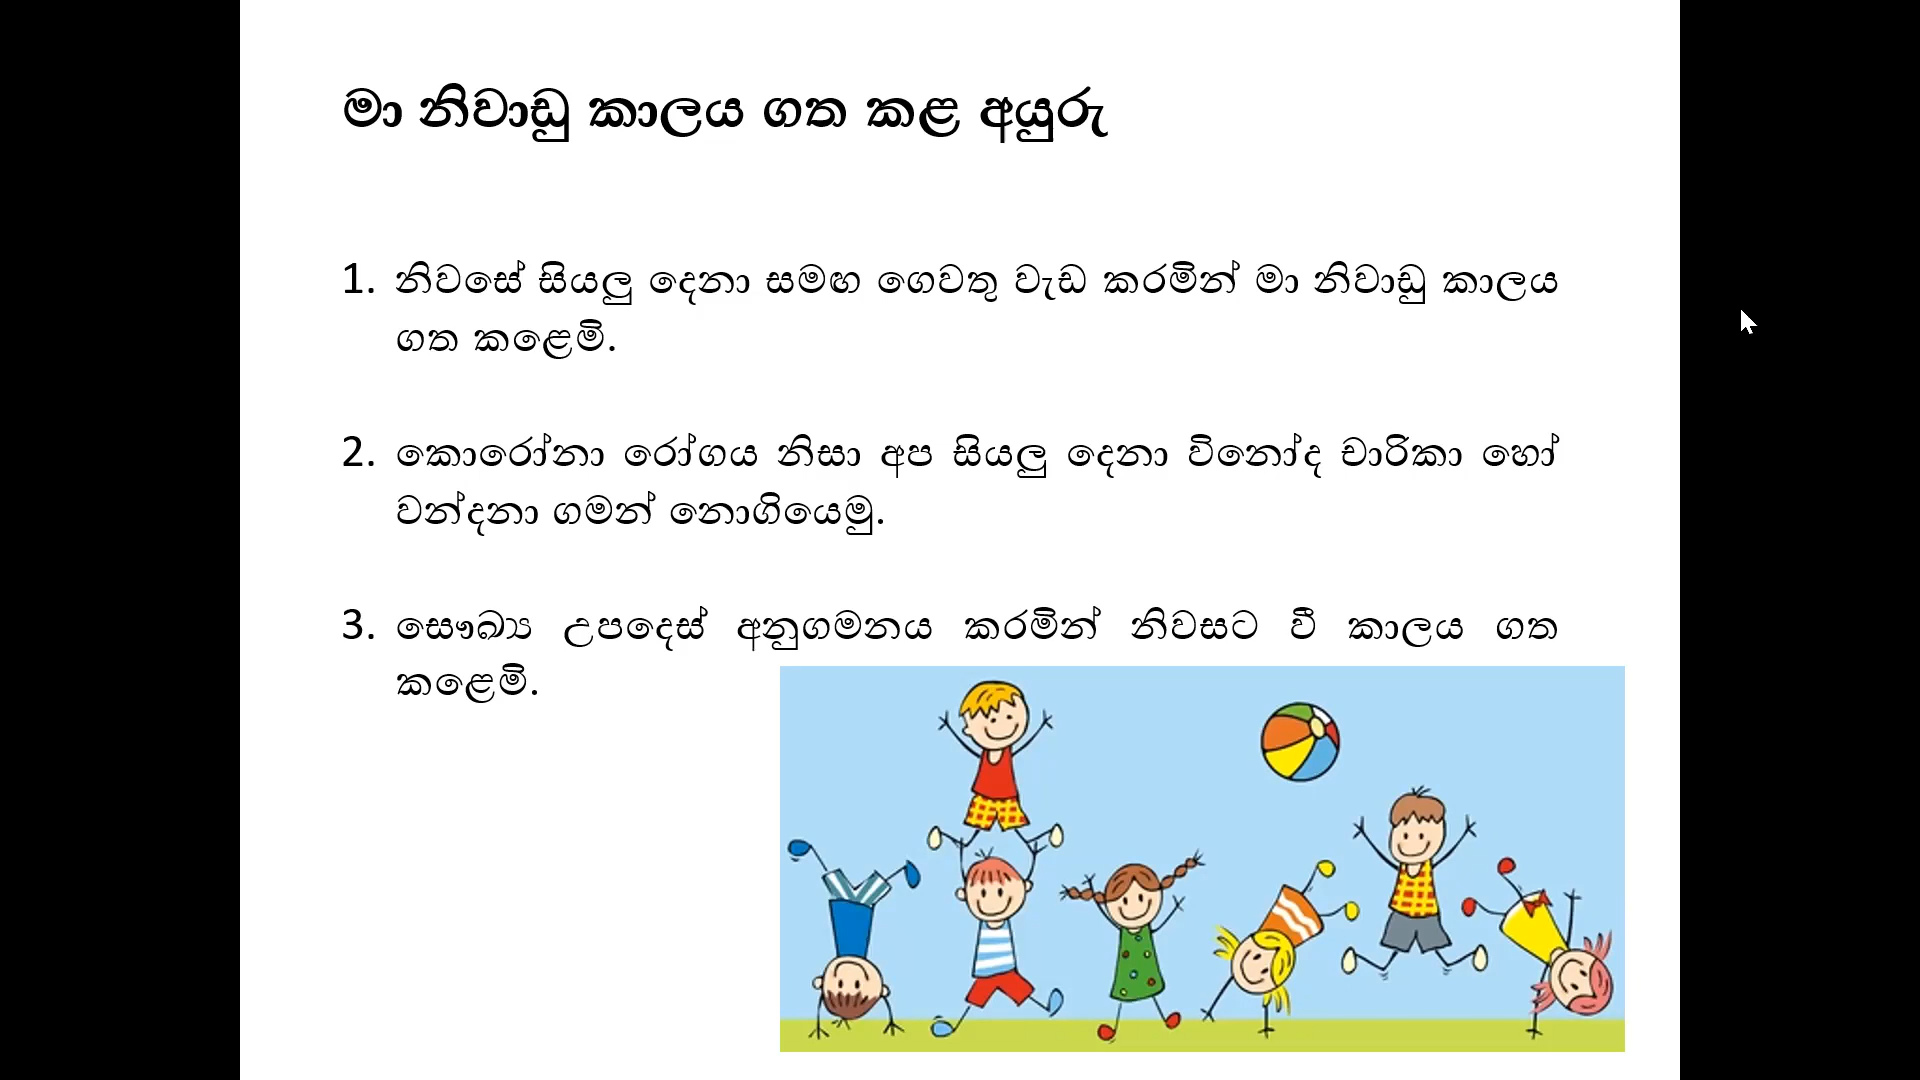 මා නිවාඩු කාලය ගත කළ අයුරු
1. නිවසේ සියලු දෙනා සමඟ ගෙවතු වැඩ කරමින් මා නිවාඩු කාලය
ගත කළෙමි.
2. කොරෝනා රෝගය නිසා අප සියලු දෙනා විනෝද චාරිකා හෝ
වන්දනා ගමන් නොගියෙමු.
3. සෞඛ්‍ය උපදෙස් අනුගමනය කරමින් නිවසට වී කාලය ගත
කළෙමි.